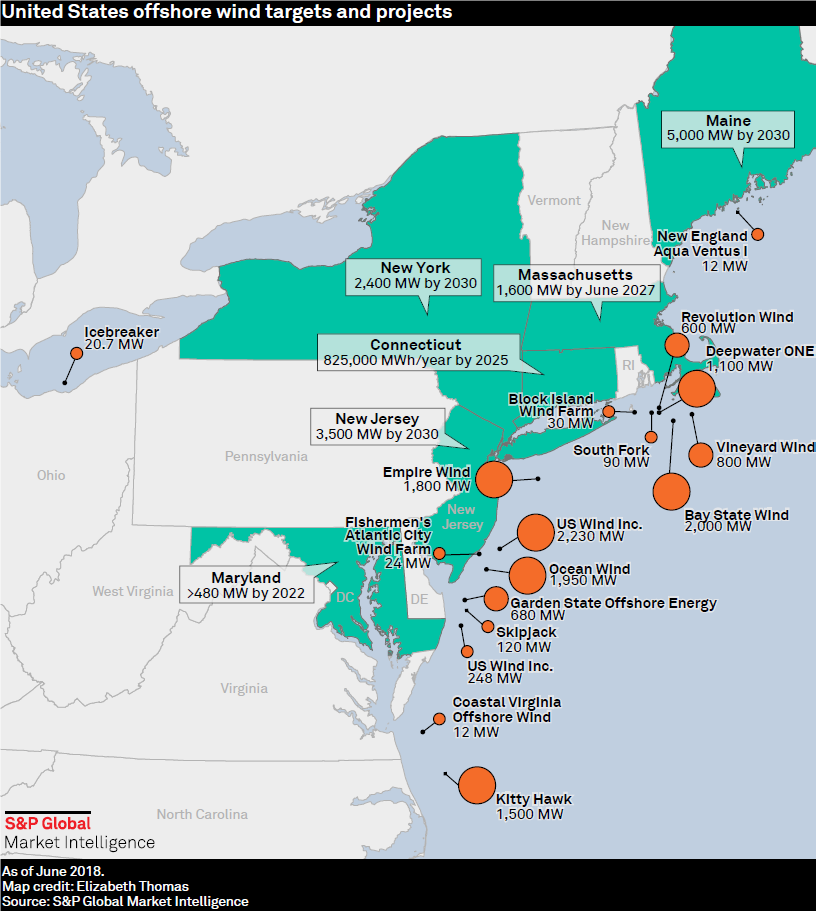 United States offshore wind targets and projects
Maine
5,000 MW by 2030
Vermont
New
Hampshire
New England
Aqua Ventus I
12 MW
New York
2,400 MW by 2030
Massachusetts
1,600 MW by June 2027
Icebreaker
20.7 MW
Revolution Wind
600 MW
Connecticut
825,000 MWh/year by 2025
RI
Deepwater ONE
1,100 MW
Block Island
Wind Farm
30 MW
New Jersey
3,500 MW by 2030
South Fork
90 MW
Vineyard Wind
800 MW
Ohio
Pennsylvania
Empire Wind
1,800 MW
Bay State Wind
2,000 MW
New
Jersey
Fishermen's
Atlantic City
Wind Farm
24 MW
US Wind Inc.
2,230 MW
Ocean Wind
1,950 MW
West Virginia
Maryland
>480 MW by 2022
DC
DE
Garden State Offshore Energy
680 MW
Skipjack
120 MW
US Wind Inc.
248 MW
Virginia
Coastal Virginia
Offshore Wind
12 MW
Kitty Hawk
1,500 MW
North Carolina
S&P Global
Market Intelligence
As of June 2018.
Map credit: Elizabeth Thomas
Source: S&P Global Market Intelligence